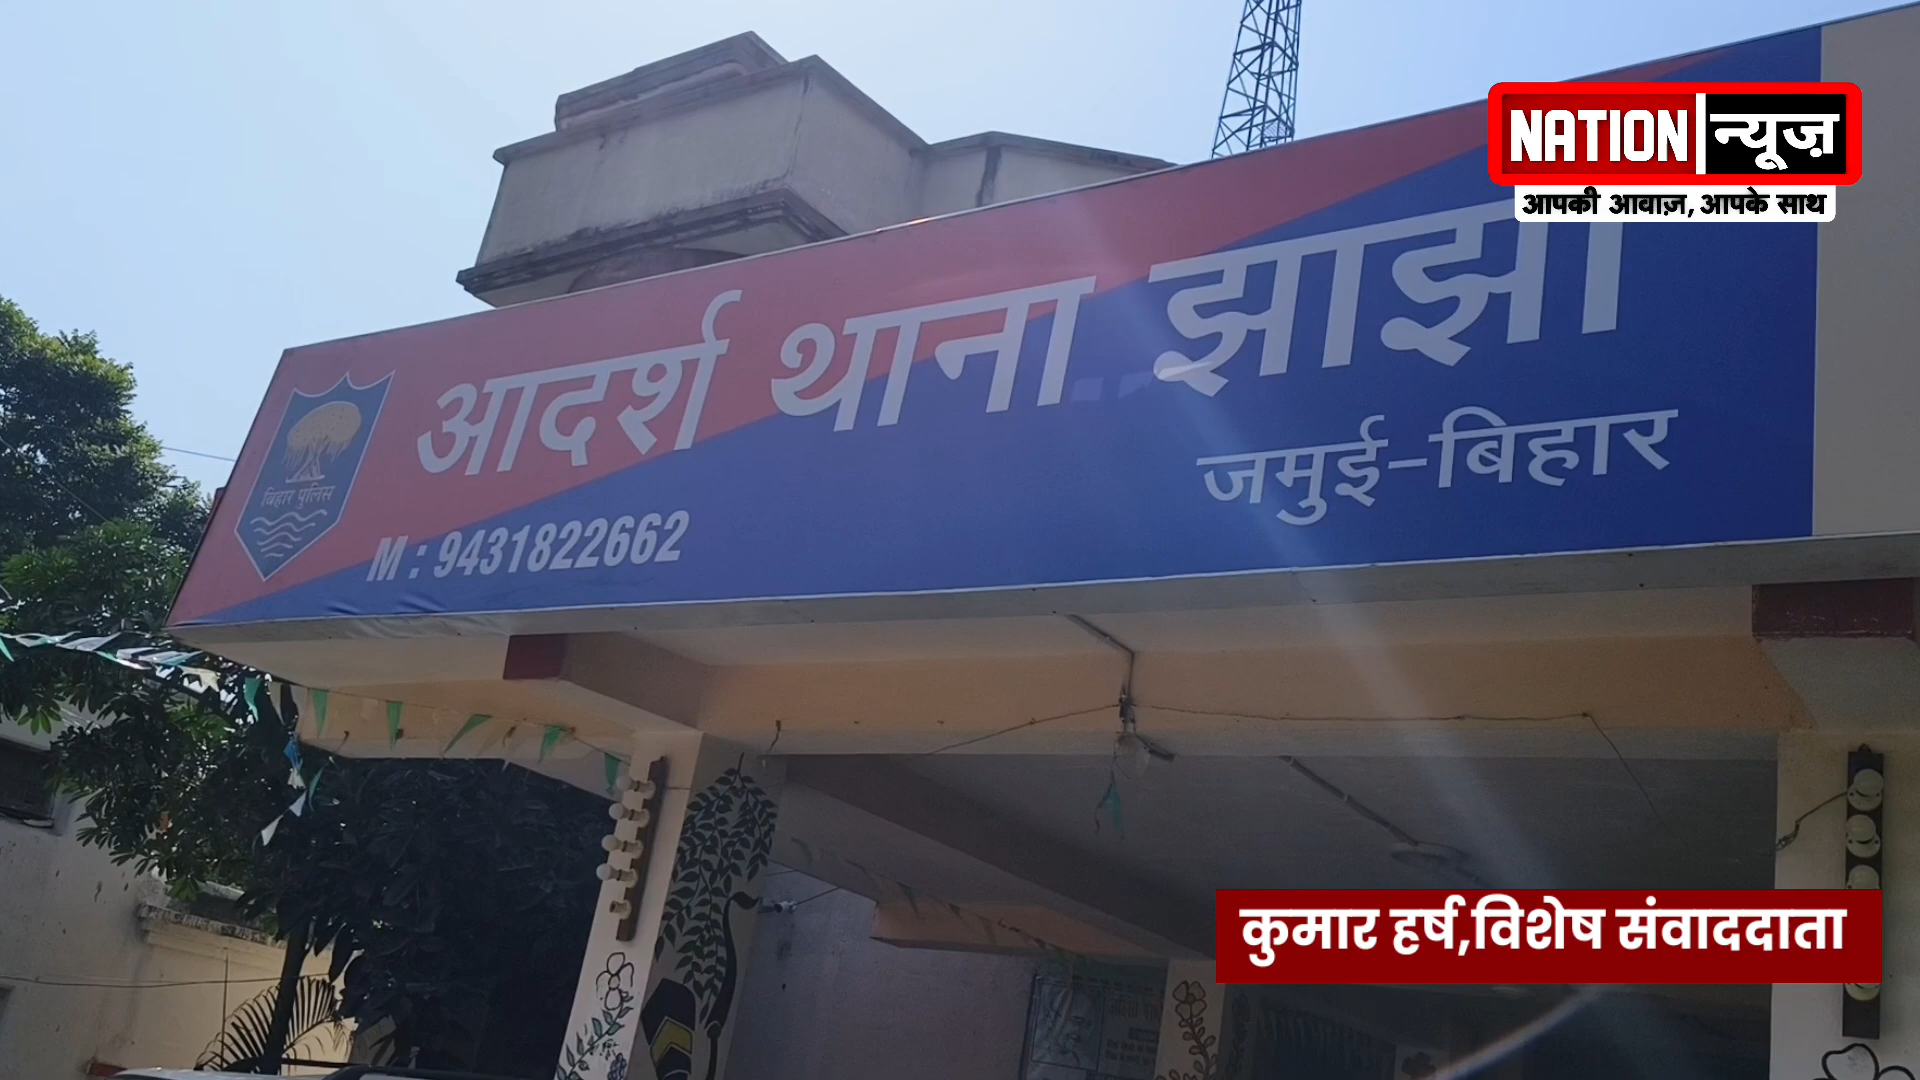 NATION न्यूज़
आपकी आवाज़, आपके साथ
आदर्श थाना झाझा
जमुई-बिहार
बिहार पुलिस
M : 9431822662
कुमार हर्ष,विशेष संवाददाता